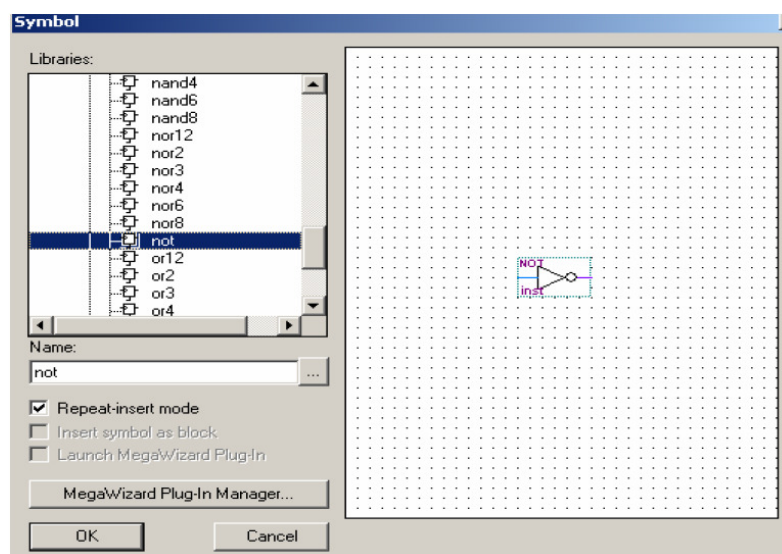 Symbol
Libraries:
nand4
nand6
nand8
nor12
nor2
nor3
nor4
nor6
nor8
not
or12
or2
or3
or4
Name:
not
...
Repeat-insert mode
Insert symbol as block
Launch MegaWizard Plug-In
MegaWizard Plug-In Manager...
OK
Cancel
NOT
inst